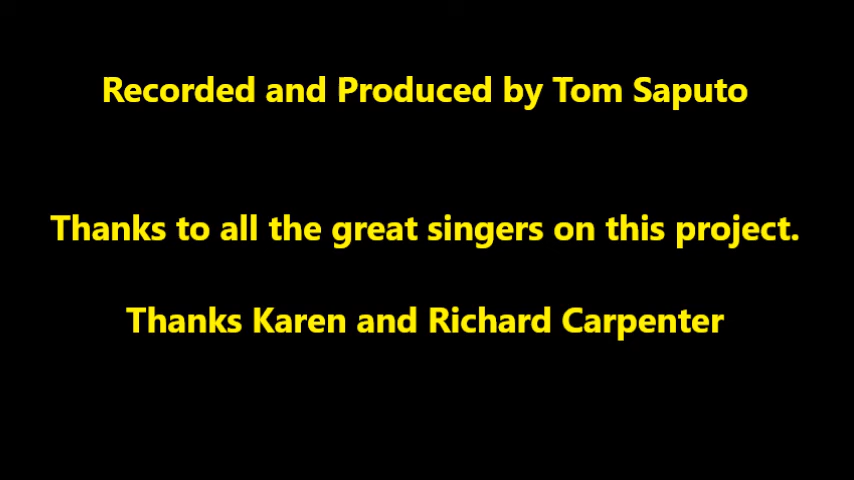 Recorded and Produced by Tom Saputo
Thanks to all the great singers on this project.
Thanks Karen and Richard Carpenter